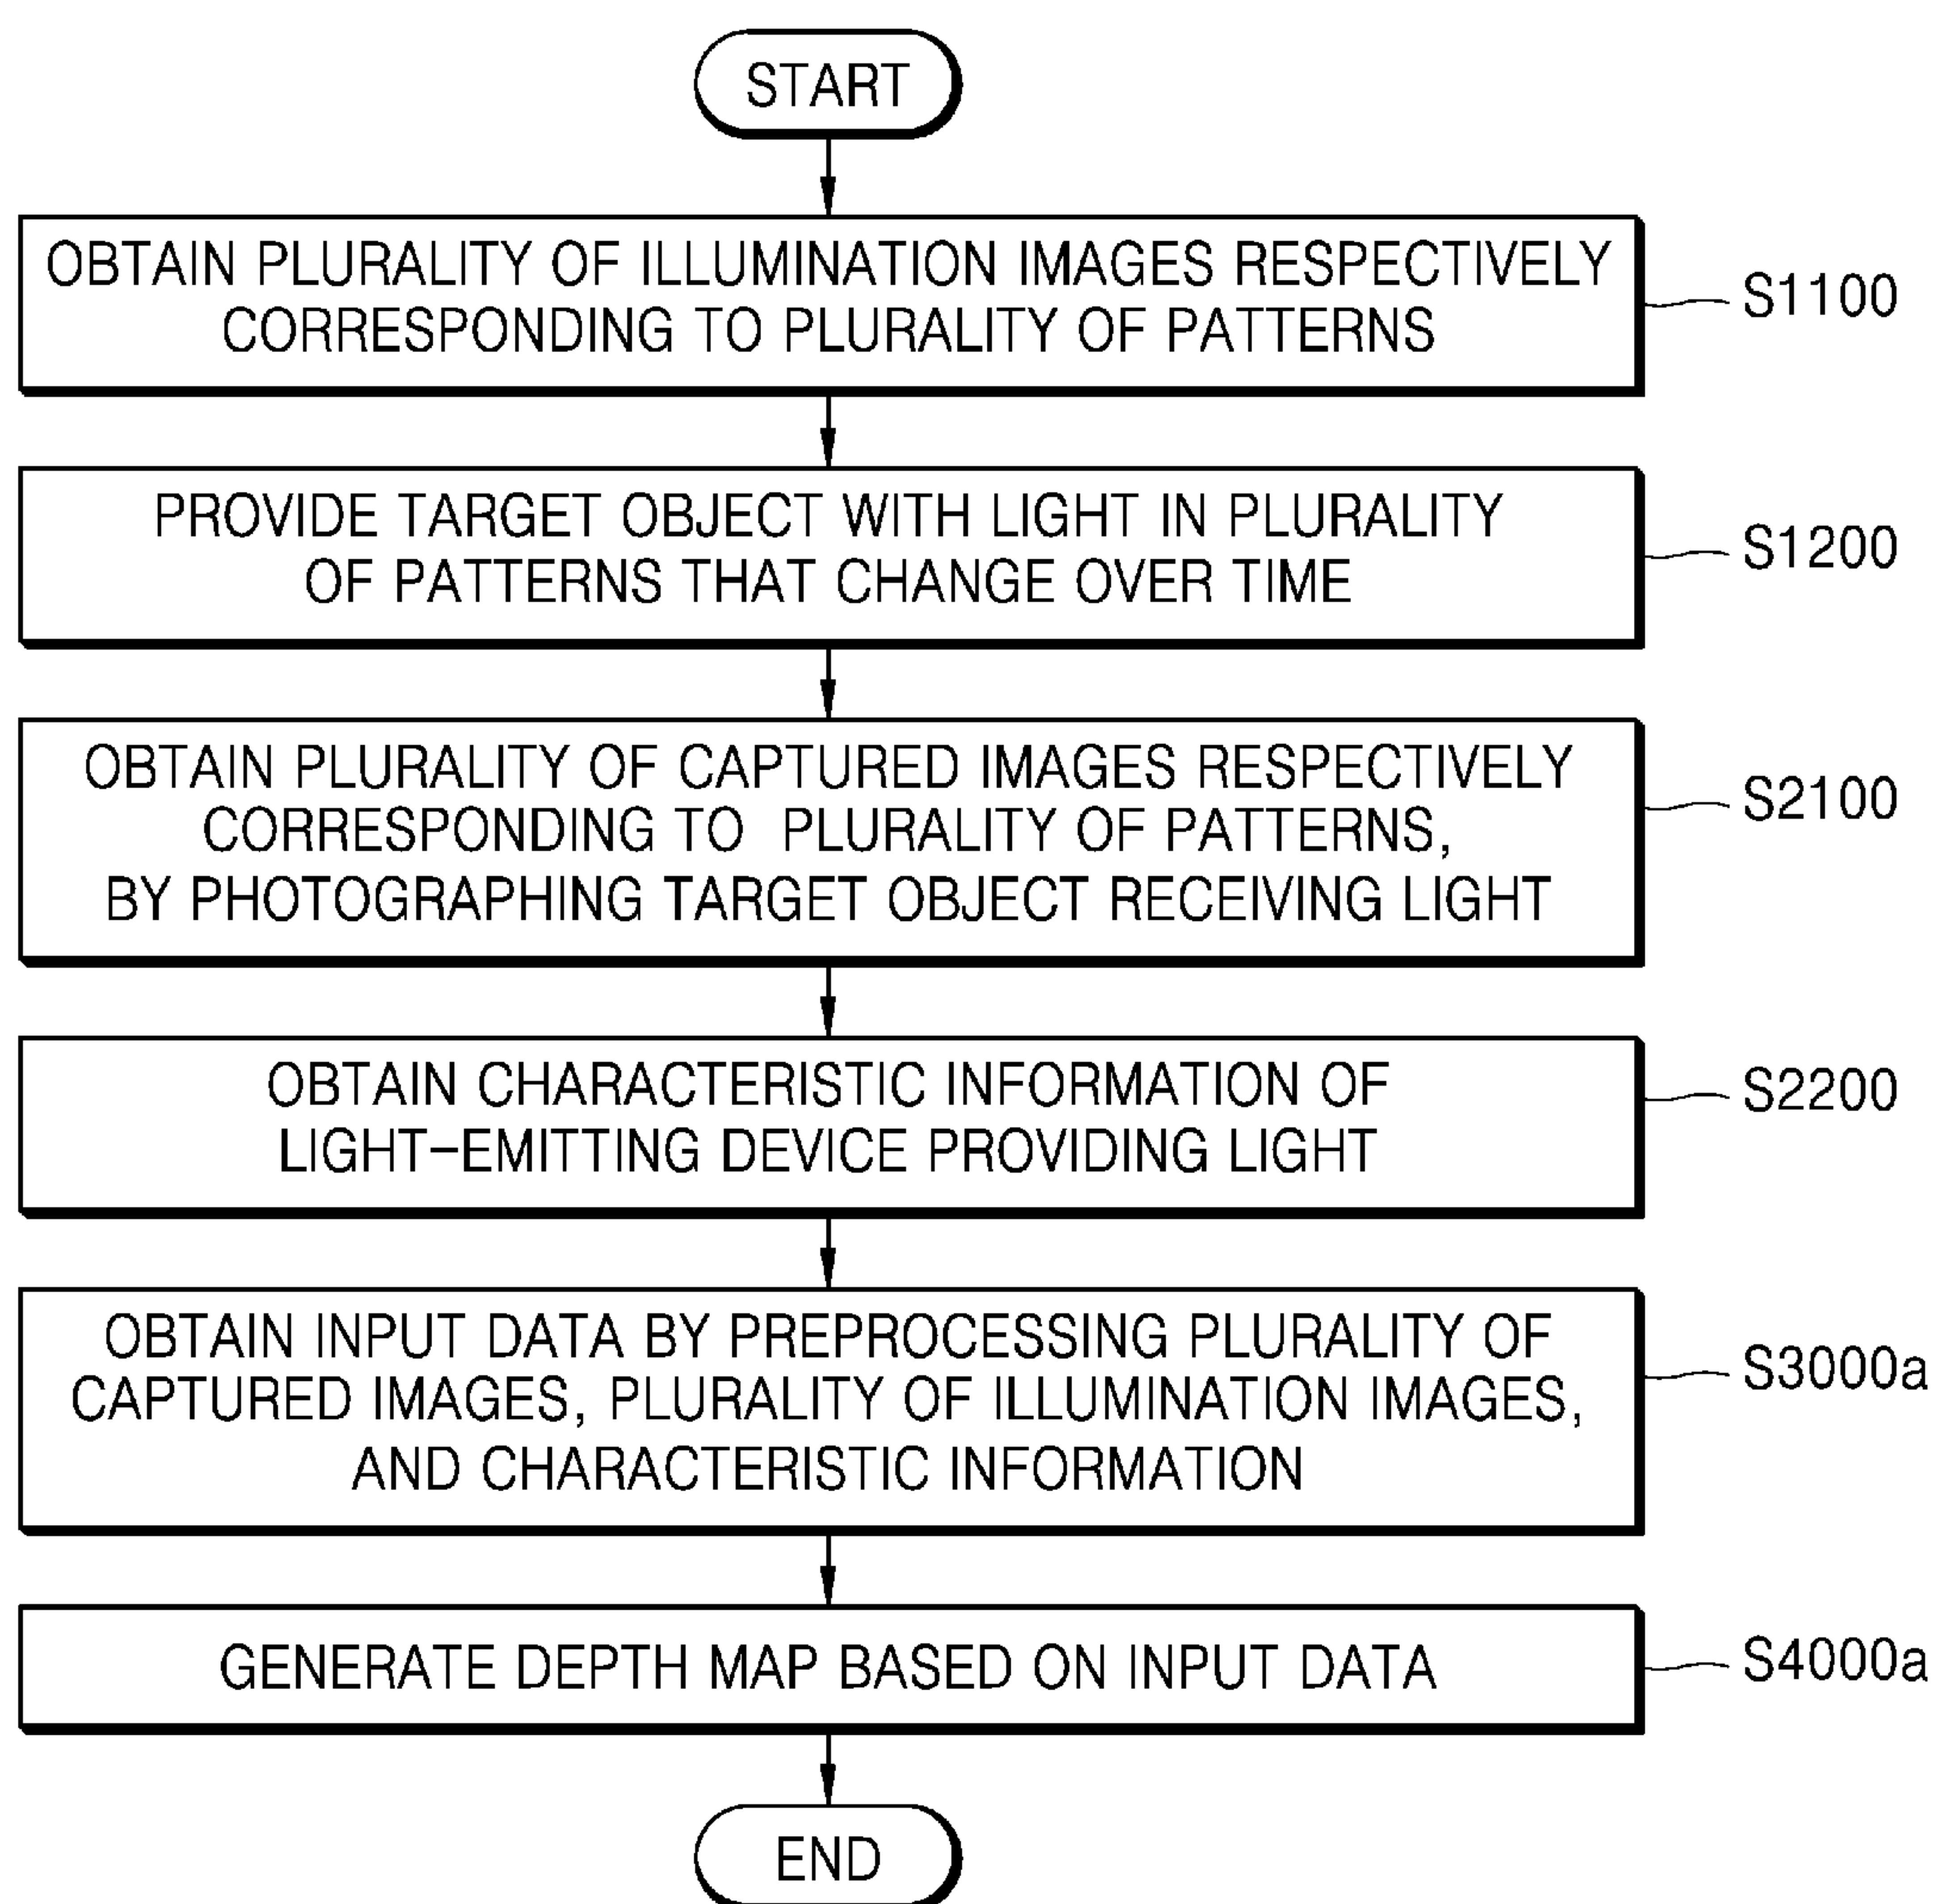 START
OBTAIN PLURALITY OF ILLUMINATION IMAGES RESPECTIVELY
CORRESPONDING TO PLURALITY OF PATTERNS
S1100
PROVIDE TARGET OBJECT WITH LIGHT IN PLURALITY
OF PATTERNS THAT CHANGE OVER TIME
S1200
OBTAIN PLURALITY OF CAPTURED IMAGES RESPECTIVELY
CORRESPONDING TO PLURALITY OF PATTERNS,
BY PHOTOGRAPHING TARGET OBJECT RECEIVING LIGHT
S2100
OBTAIN CHARACTERISTIC INFORMATION OF
LIGHT-EMITTING DEVICE PROVIDING LIGHT
S2200
OBTAIN INPUT DATA BY PREPROCESSING PLURALITY OF
CAPTURED IMAGES, PLURALITY OF ILLUMINATION IMAGES,
AND CHARACTERISTIC INFORMATION
S3000a
GENERATE DEPTH MAP BASED ON INPUT DATA
S4000a
END